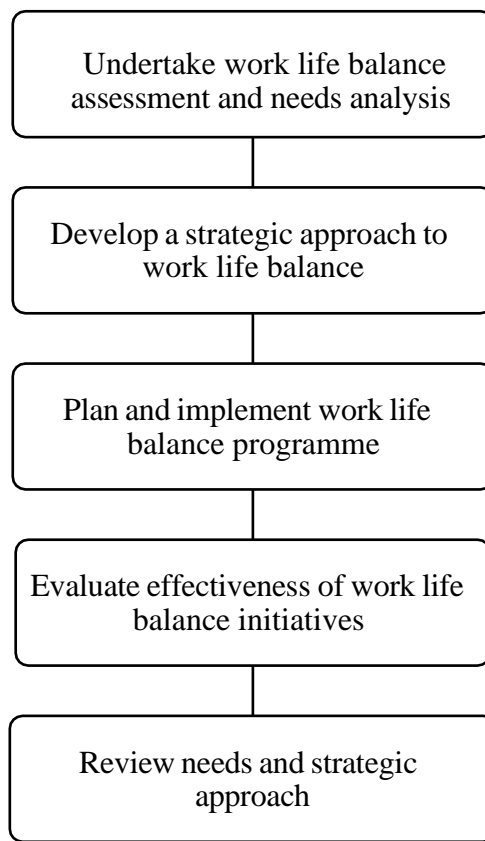 Undertake work life balance
assessment and needs analysis
Develop a strategic approach to
work life balance
Plan and implement work life
balance programme
Evaluate effectiveness of work life
balance initiatives
Review needs and strategic
approach